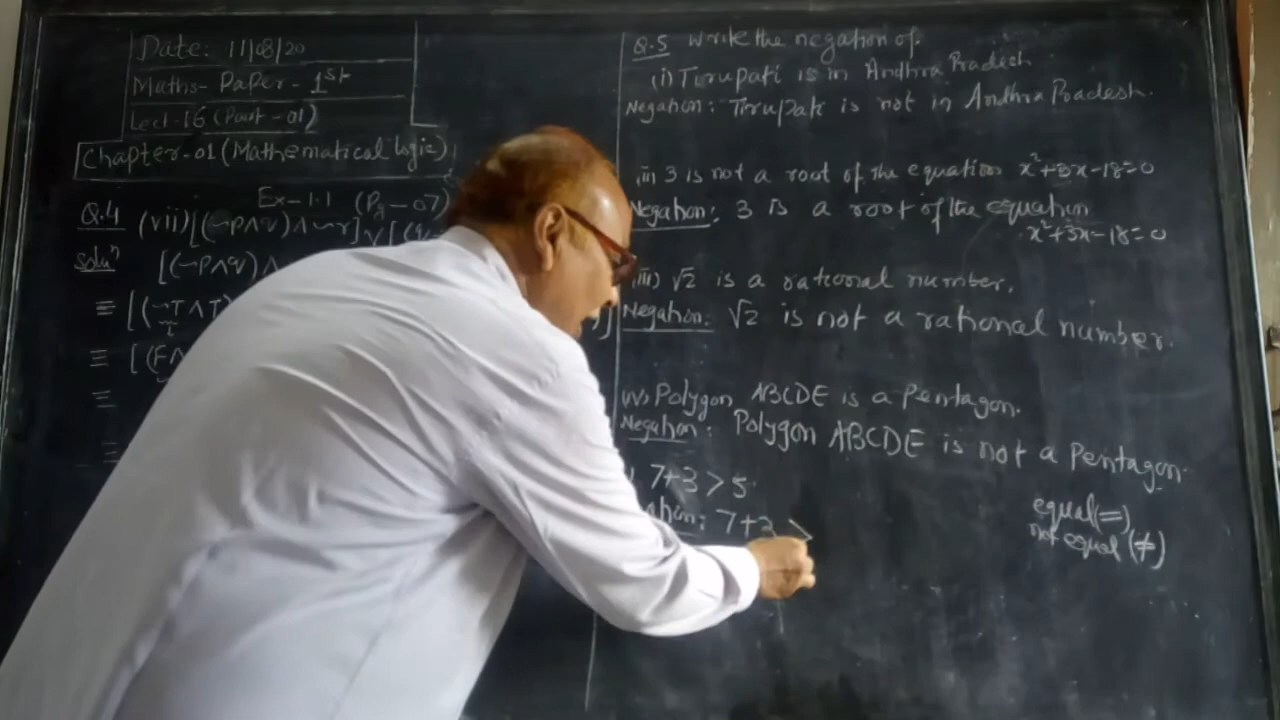 Date: 11/08/20
Maths- Paper - 1st
Lect-16 (Part - 01)
Chapter-01 (Mathematical logic)
Ex-1.1 (Pg - 07)
Q.4 (vii) [(~p∧q)∧~r] ∨ [(q
Soluⁿ [(~p∧q)∧
≡ [(~T∧T)
≡ [(F∧
≡
≡
Q.5 write the negation of.
(i) Tirupati is in Andhra Pradesh
Negation: Tirupati is not in Andhra Pradesh.
(ii) 3 is not a root of the equation x²+3x-18=0
Negation: 3 is a root of the equation
x²+3x-18=0
(iii) √2 is a rational number.
Negation: √2 is not a rational number.
(iv) Polygon ABCDE is a pentagon.
Negation: Polygon ABCDE is not a pentagon.
7+3 > 5
ation: 7+3 >
equal (=)
not equal (≠)